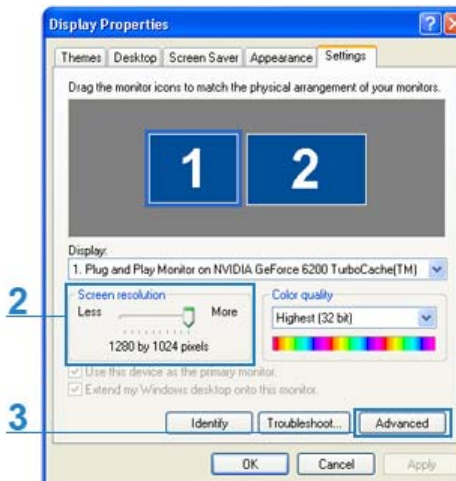 Display Properties
Themes Desktop Screen Saver Appearance Settings
Drag the monitor icons to match the physical arrangement of your monitors.
1 2
Display:
1. Plug and Play Monitor on NVIDIA GeForce 6200 TurboCache(TM)
2
Screen resolution
Less More
1280 by 1024 pixels
Color quality
Highest (32 bit)
Use this device as the primary monitor.
Extend my Windows desktop onto this monitor.
3
Identify Troubleshoot... Advanced
OK Cancel Apply